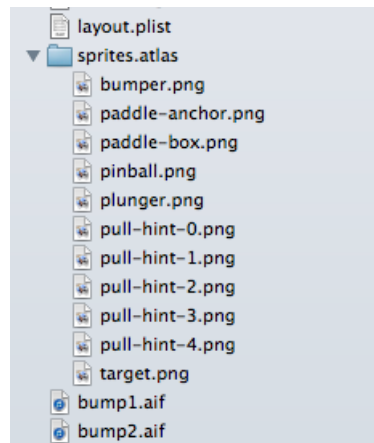 layout.plist
sprites.atlas
bumper.png
paddle-anchor.png
paddle-box.png
pinball.png
plunger.png
pull-hint-0.png
pull-hint-1.png
pull-hint-2.png
pull-hint-3.png
pull-hint-4.png
target.png
bump1.aif
bump2.aif